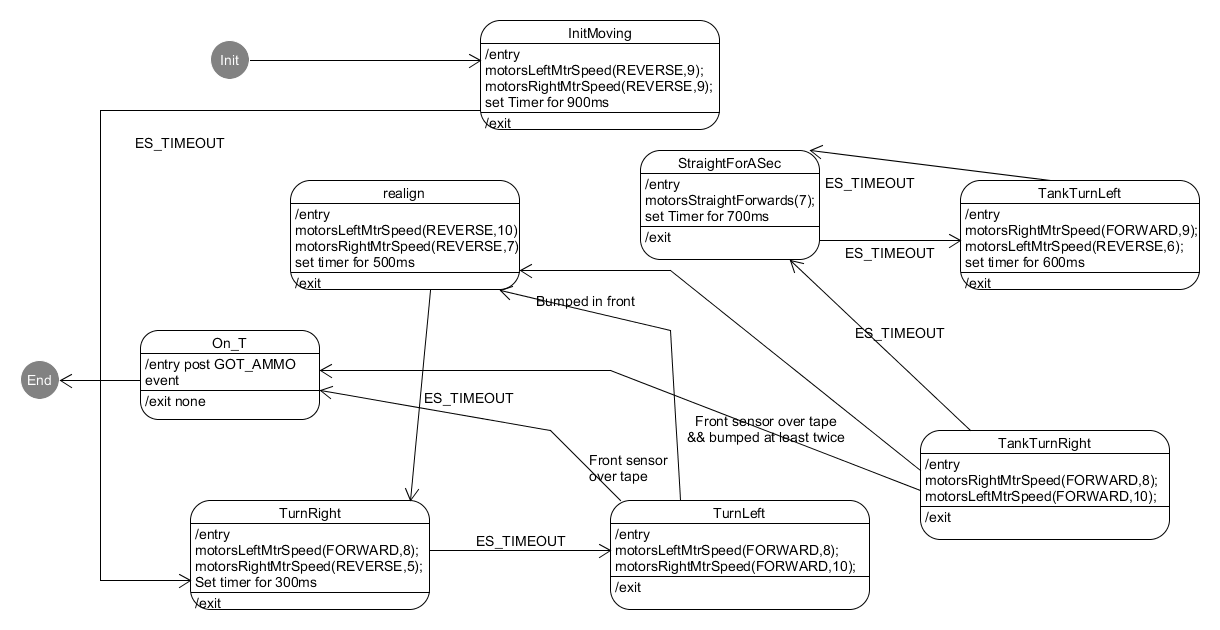 Init
InitMoving
/entry
motorsLeftMtrSpeed(REVERSE,9);
motorsRightMtrSpeed(REVERSE,9);
set Timer for 900ms
/exit
ES_TIMEOUT
StraightForASec
/entry
motorsStraightForwards(7);
set Timer for 700ms
/exit
ES_TIMEOUT
ES_TIMEOUT
TankTurnLeft
/entry
motorsRightMtrSpeed(FORWARD,9);
motorsLeftMtrSpeed(REVERSE,6);
set timer for 600ms
/exit
realign
/entry
motorsLeftMtrSpeed(REVERSE,10)
motorsRightMtrSpeed(REVERSE,7)
set timer for 500ms
/exit
Bumped in front
ES_TIMEOUT
End
On_T
/entry post GOT_AMMO
event
/exit none
ES_TIMEOUT
Front sensor over tape
&& bumped at least twice
Front sensor
over tape
TankTurnRight
/entry
motorsRightMtrSpeed(FORWARD,8);
motorsLeftMtrSpeed(FORWARD,10);
/exit
TurnRight
/entry
motorsLeftMtrSpeed(FORWARD,8);
motorsRightMtrSpeed(REVERSE,5);
Set timer for 300ms
/exit
ES_TIMEOUT
TurnLeft
/entry
motorsLeftMtrSpeed(FORWARD,8);
motorsRightMtrSpeed(FORWARD,10);
/exit